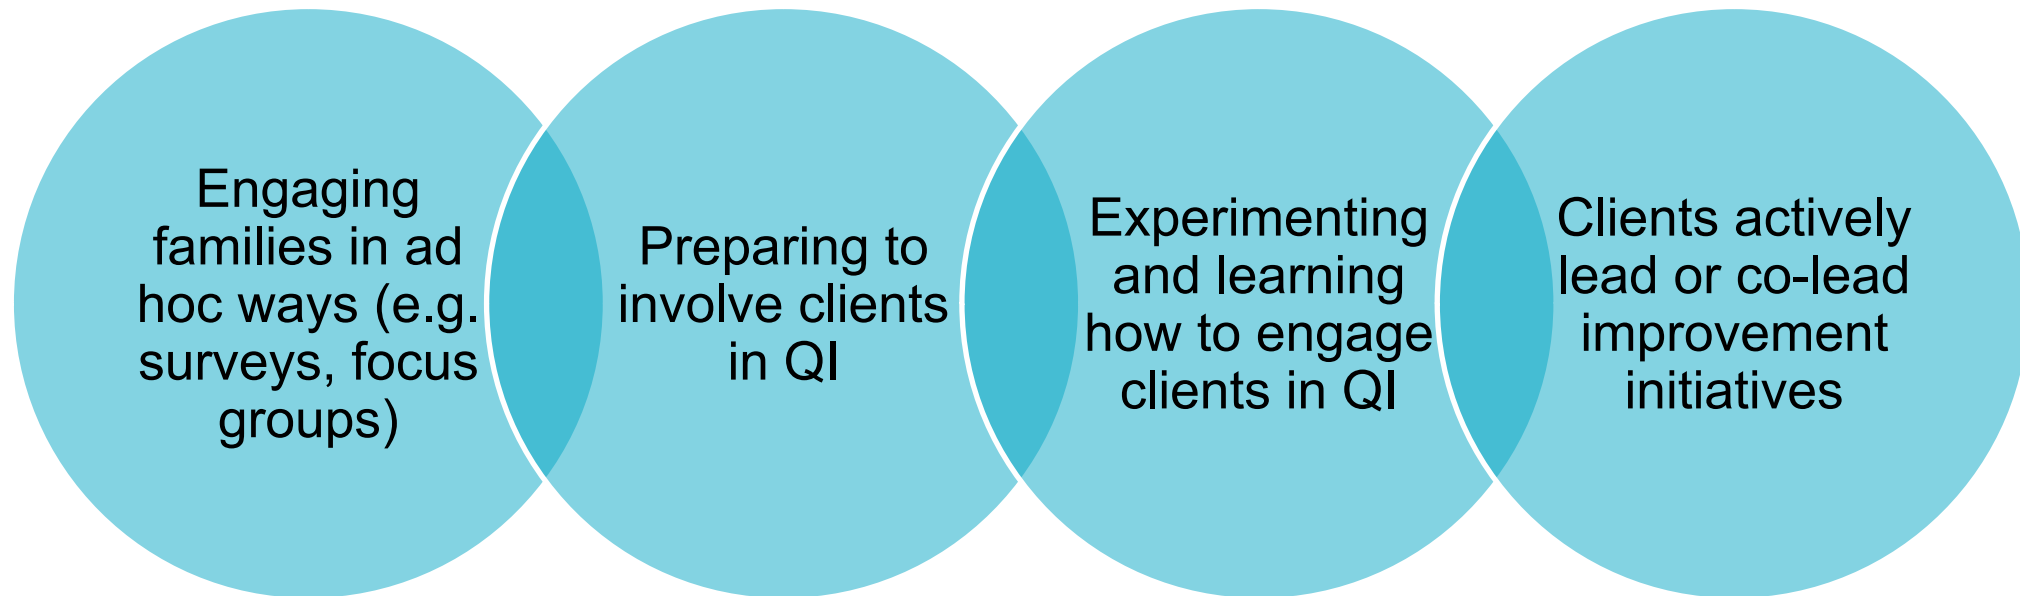 Engaging
families in ad
hoc ways (e.g.
surveys, focus
groups)
Preparing to
involve clients
in QI
Experimenting
and learning
how to engage
clients in QI
Clients actively
lead or co-lead
improvement
initiatives